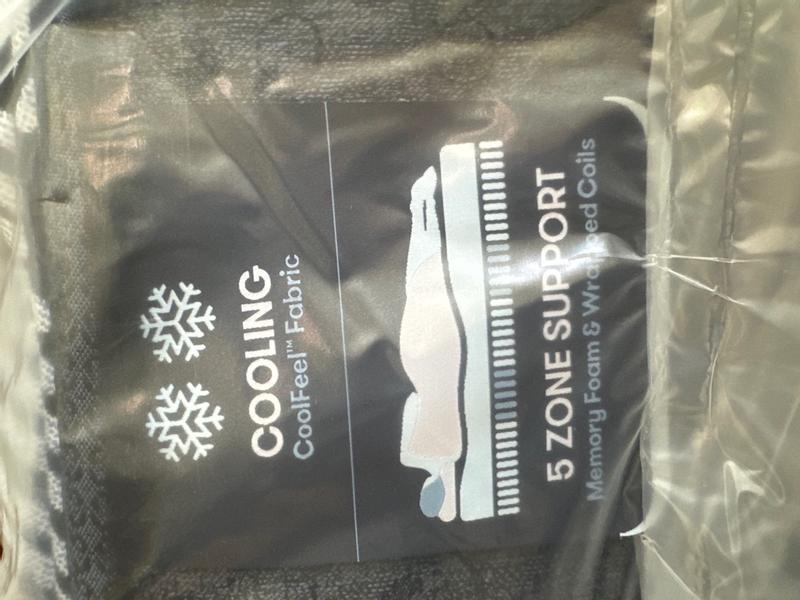 COOLING
CoolFeel™ Fabric
5 ZONE SUPPORT
Memory Foam & Wrapped Coils